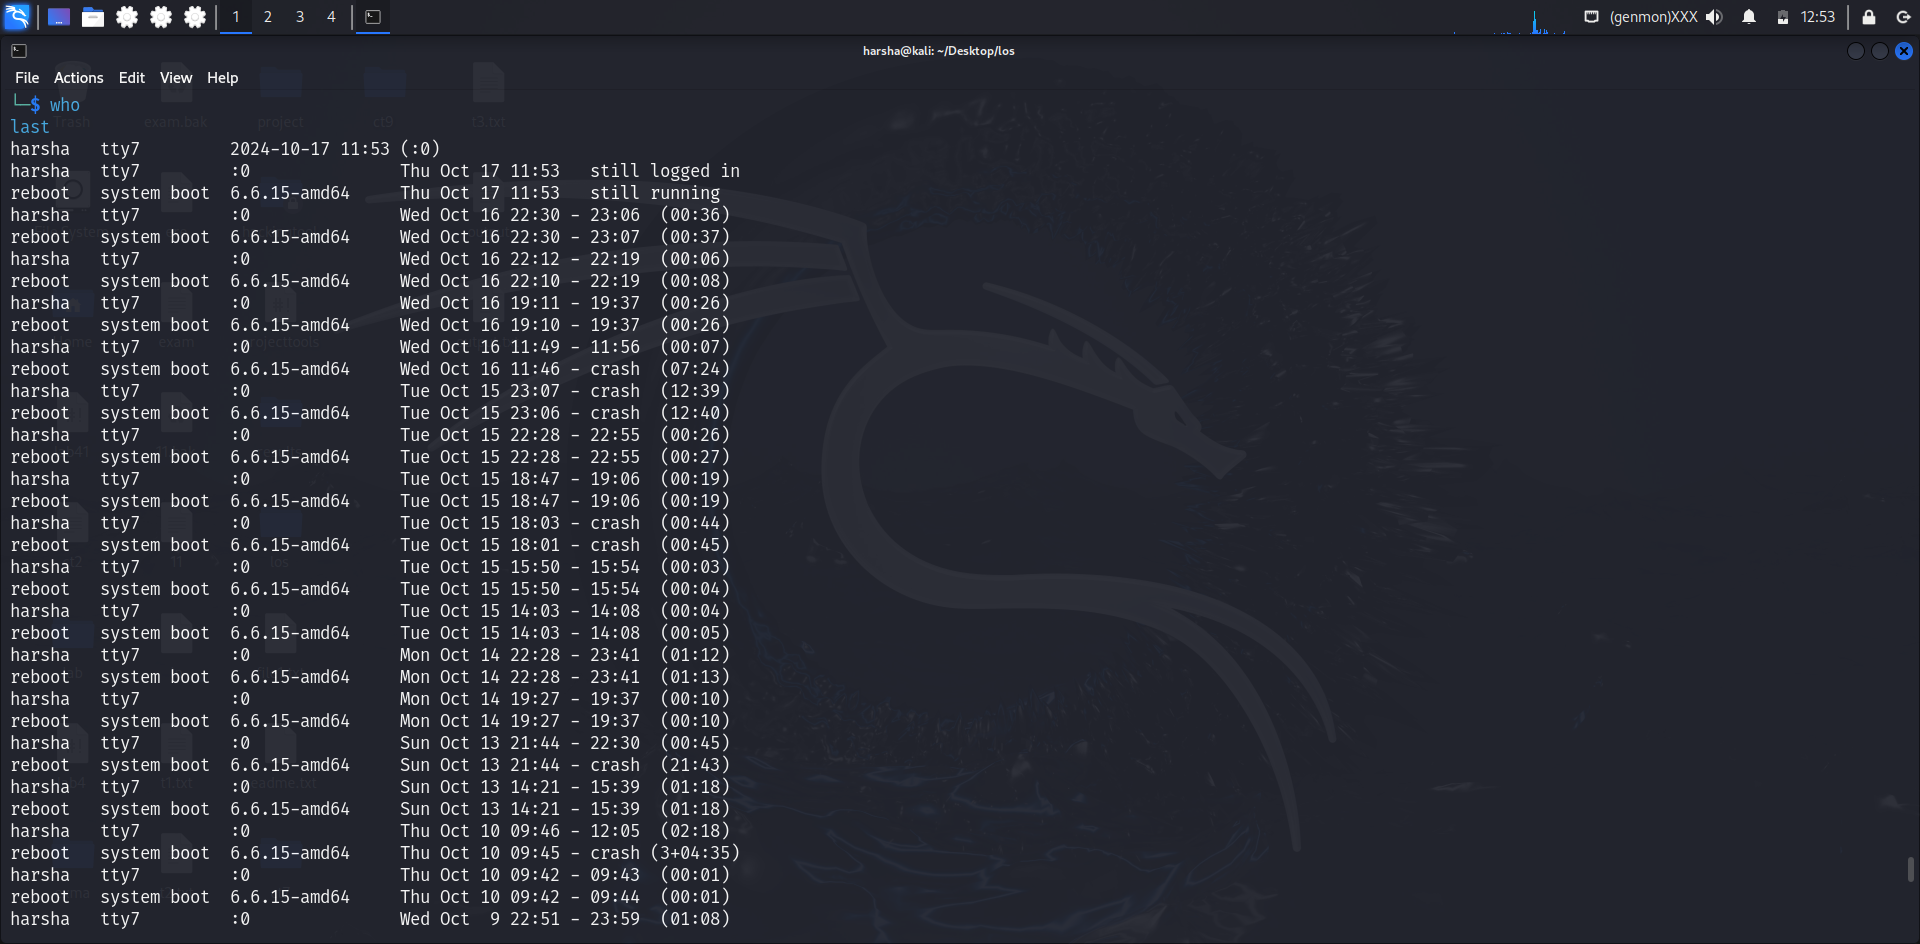 1 2 3 4 (genmon)XXX 12:53
harsha@kali: ~/Desktop/los
File Actions Edit View Help
└─$ who
last
harsha   tty7         2024-10-17 11:53 (:0)
harsha   tty7         :0               Thu Oct 17 11:53   still logged in
reboot   system boot  6.6.15-amd64     Thu Oct 17 11:53   still running
harsha   tty7         :0               Wed Oct 16 22:30 - 23:06  (00:36)
reboot   system boot  6.6.15-amd64     Wed Oct 16 22:30 - 23:07  (00:37)
harsha   tty7         :0               Wed Oct 16 22:12 - 22:19  (00:06)
reboot   system boot  6.6.15-amd64     Wed Oct 16 22:10 - 22:19  (00:08)
harsha   tty7         :0               Wed Oct 16 19:11 - 19:37  (00:26)
reboot   system boot  6.6.15-amd64     Wed Oct 16 19:10 - 19:37  (00:26)
harsha   tty7         :0               Wed Oct 16 11:49 - 11:56  (00:07)
reboot   system boot  6.6.15-amd64     Wed Oct 16 11:46 - crash  (07:24)
harsha   tty7         :0               Tue Oct 15 23:07 - crash  (12:39)
reboot   system boot  6.6.15-amd64     Tue Oct 15 23:06 - crash  (12:40)
harsha   tty7         :0               Tue Oct 15 22:28 - 22:55  (00:26)
reboot   system boot  6.6.15-amd64     Tue Oct 15 22:28 - 22:55  (00:27)
harsha   tty7         :0               Tue Oct 15 18:47 - 19:06  (00:19)
reboot   system boot  6.6.15-amd64     Tue Oct 15 18:47 - 19:06  (00:19)
harsha   tty7         :0               Tue Oct 15 18:03 - crash  (00:44)
reboot   system boot  6.6.15-amd64     Tue Oct 15 18:01 - crash  (00:45)
harsha   tty7         :0               Tue Oct 15 15:50 - 15:54  (00:03)
reboot   system boot  6.6.15-amd64     Tue Oct 15 15:50 - 15:54  (00:04)
harsha   tty7         :0               Tue Oct 15 14:03 - 14:08  (00:04)
reboot   system boot  6.6.15-amd64     Tue Oct 15 14:03 - 14:08  (00:05)
harsha   tty7         :0               Mon Oct 14 22:28 - 23:41  (01:12)
reboot   system boot  6.6.15-amd64     Mon Oct 14 22:28 - 23:41  (01:13)
harsha   tty7         :0               Mon Oct 14 19:27 - 19:37  (00:10)
reboot   system boot  6.6.15-amd64     Mon Oct 14 19:27 - 19:37  (00:10)
harsha   tty7         :0               Sun Oct 13 21:44 - 22:30  (00:45)
reboot   system boot  6.6.15-amd64     Sun Oct 13 21:44 - crash  (21:43)
harsha   tty7         :0               Sun Oct 13 14:21 - 15:39  (01:18)
reboot   system boot  6.6.15-amd64     Sun Oct 13 14:21 - 15:39  (01:18)
harsha   tty7         :0               Thu Oct 10 09:46 - 12:05  (02:18)
reboot   system boot  6.6.15-amd64     Thu Oct 10 09:45 - crash (3+04:35)
harsha   tty7         :0               Thu Oct 10 09:42 - 09:43  (00:01)
reboot   system boot  6.6.15-amd64     Thu Oct 10 09:42 - 09:44  (00:01)
harsha   tty7         :0               Wed Oct  9 22:51 - 23:59  (01:08)